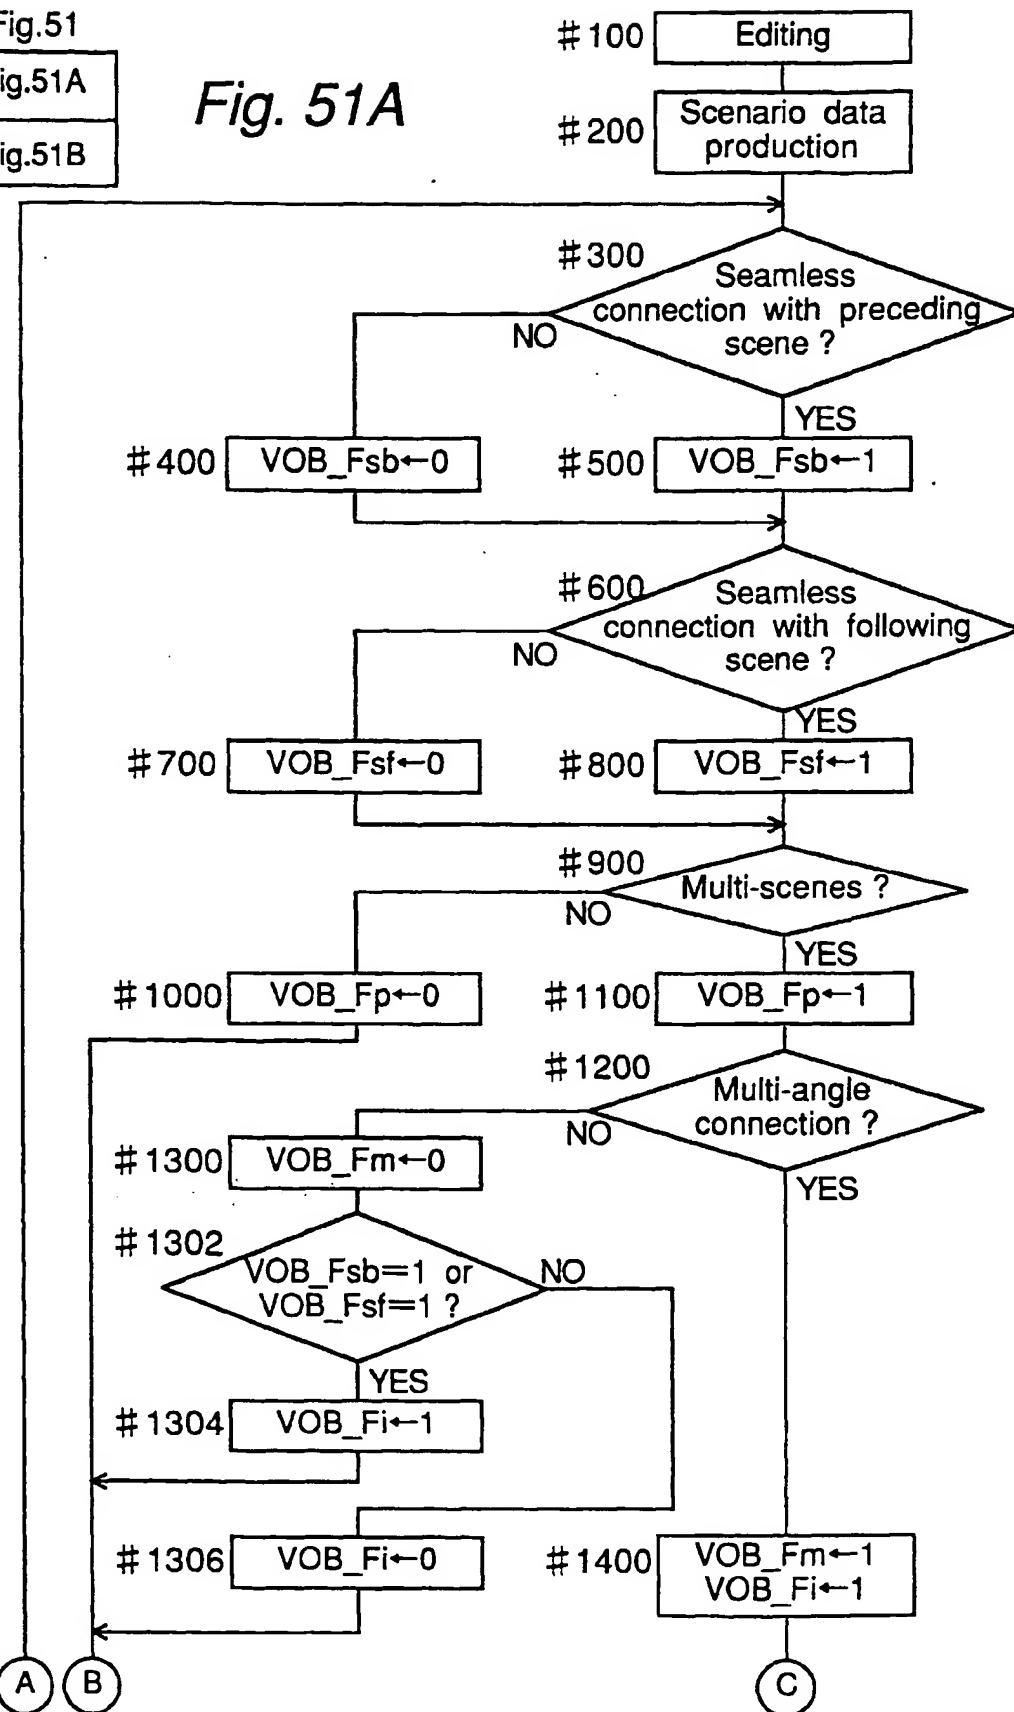 Fig.51
ig.51A
ig.51B
Fig. 51A
#100
Editing
#200
Scenario data
production
#300
Seamless
connection with preceding
scene ?
NO
YES
#400
VOB_Fsb←0
#500
VOB_Fsb←1
#600
Seamless
connection with following
scene ?
NO
YES
#700
VOB_Fsf←0
#800
VOB_Fsf←1
#900
Multi-scenes ?
NO
YES
#1000
VOB_Fp←0
#1100
VOB_Fp←1
#1200
Multi-angle
connection ?
NO
YES
#1300
VOB_Fm←0
#1302
VOB_Fsb=1 or
VOB_Fsf=1 ?
NO
YES
#1304
VOB_Fi←1
#1306
VOB_Fi←0
#1400
VOB_Fm←1
VOB_Fi←1
A
B
C